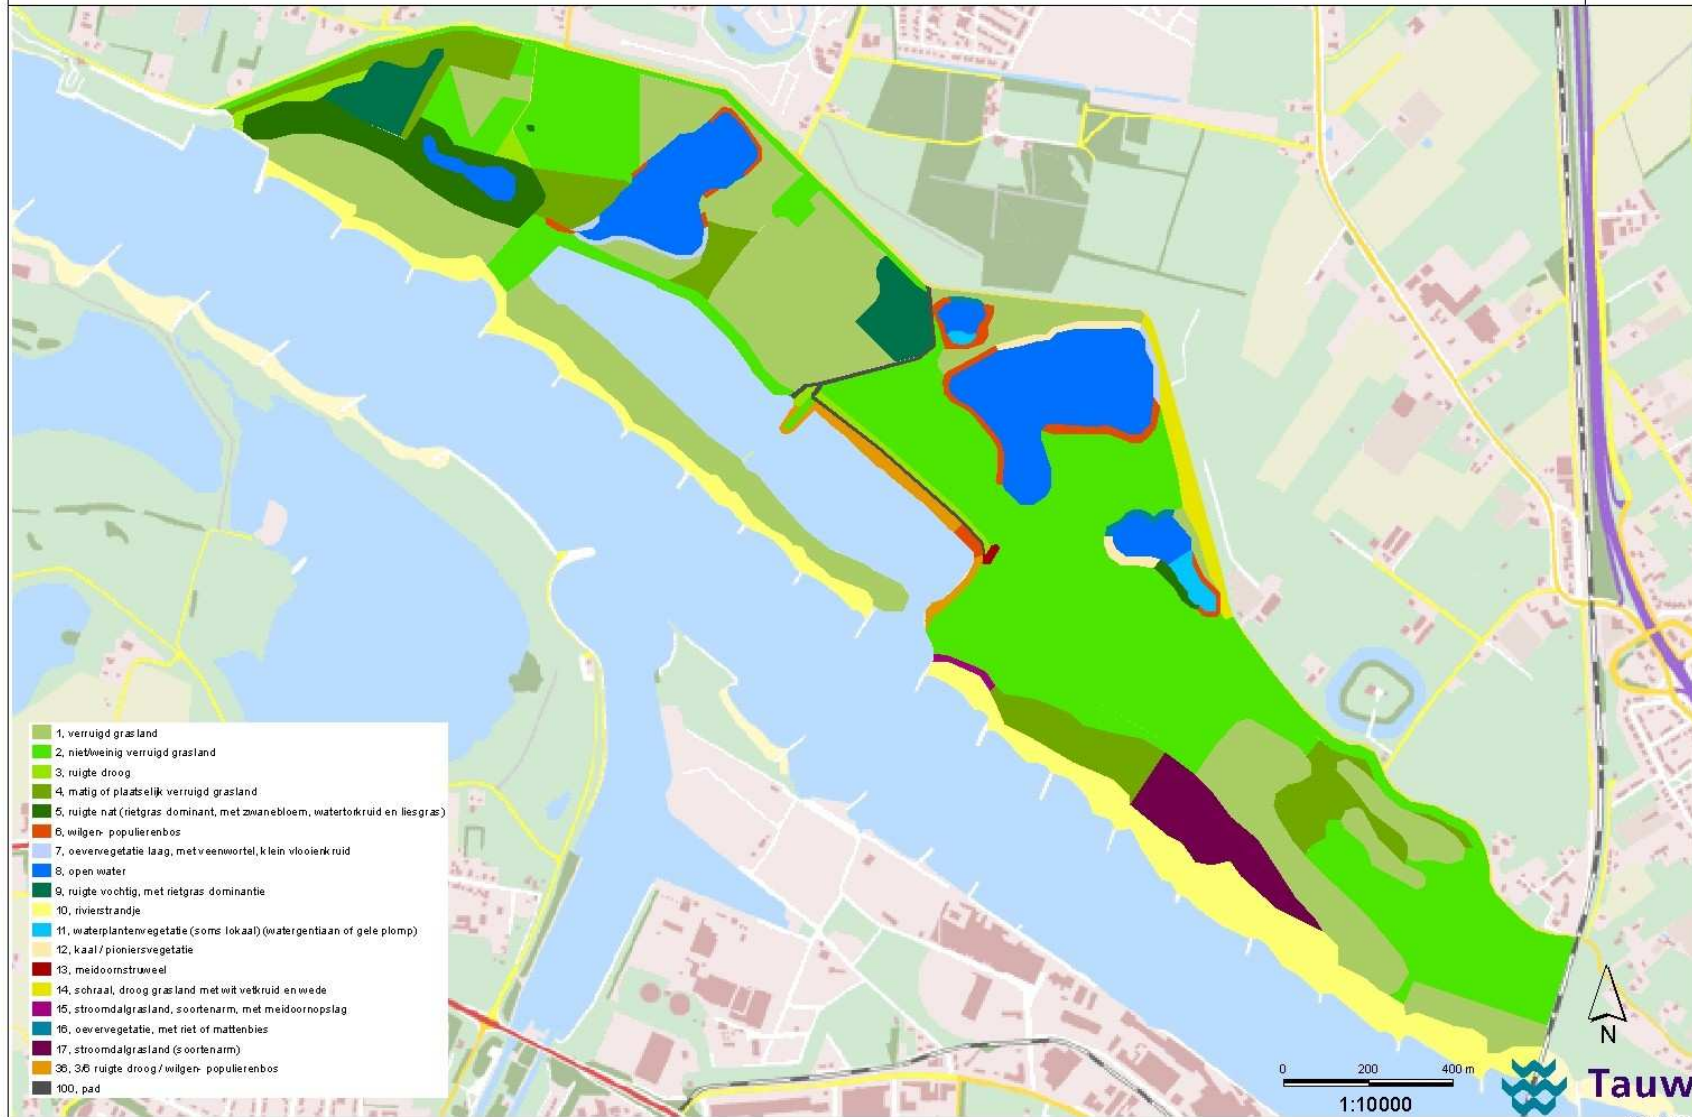 1, verruigd grasland
2, niet/weinig verruigd grasland
3, ruigte droog
4, matig of plaatselijk verruigd grasland
5, ruigte nat (rietgras dominant, met zwanebloem, watertorkruid en liesgras)
6, wilgen- populierenbos
7, oevervegetatie laag, met veenwortel, klein vlooienkruid
8, open water
9, ruigte vochtig, met rietgras dominantie
10, rivierstrandje
11, waterplantenvegetatie (soms lokaal) (watergentiaan of gele plomp)
12, kaal / pioniersvegetatie
13, meidoornstruweel
14, schraal, droog grasland met wit vetkruid en wede
15, stroomdalgrasland, soortenarm, met meidoornopslag
16, oevervegetatie, met riet of mattenbies
17, stroomdalgrasland (soortenarm)
36, 3/6 ruigte droog / wilgen- populierenbos
100, pad
0 200 400 m
1:10000
N
Tauw